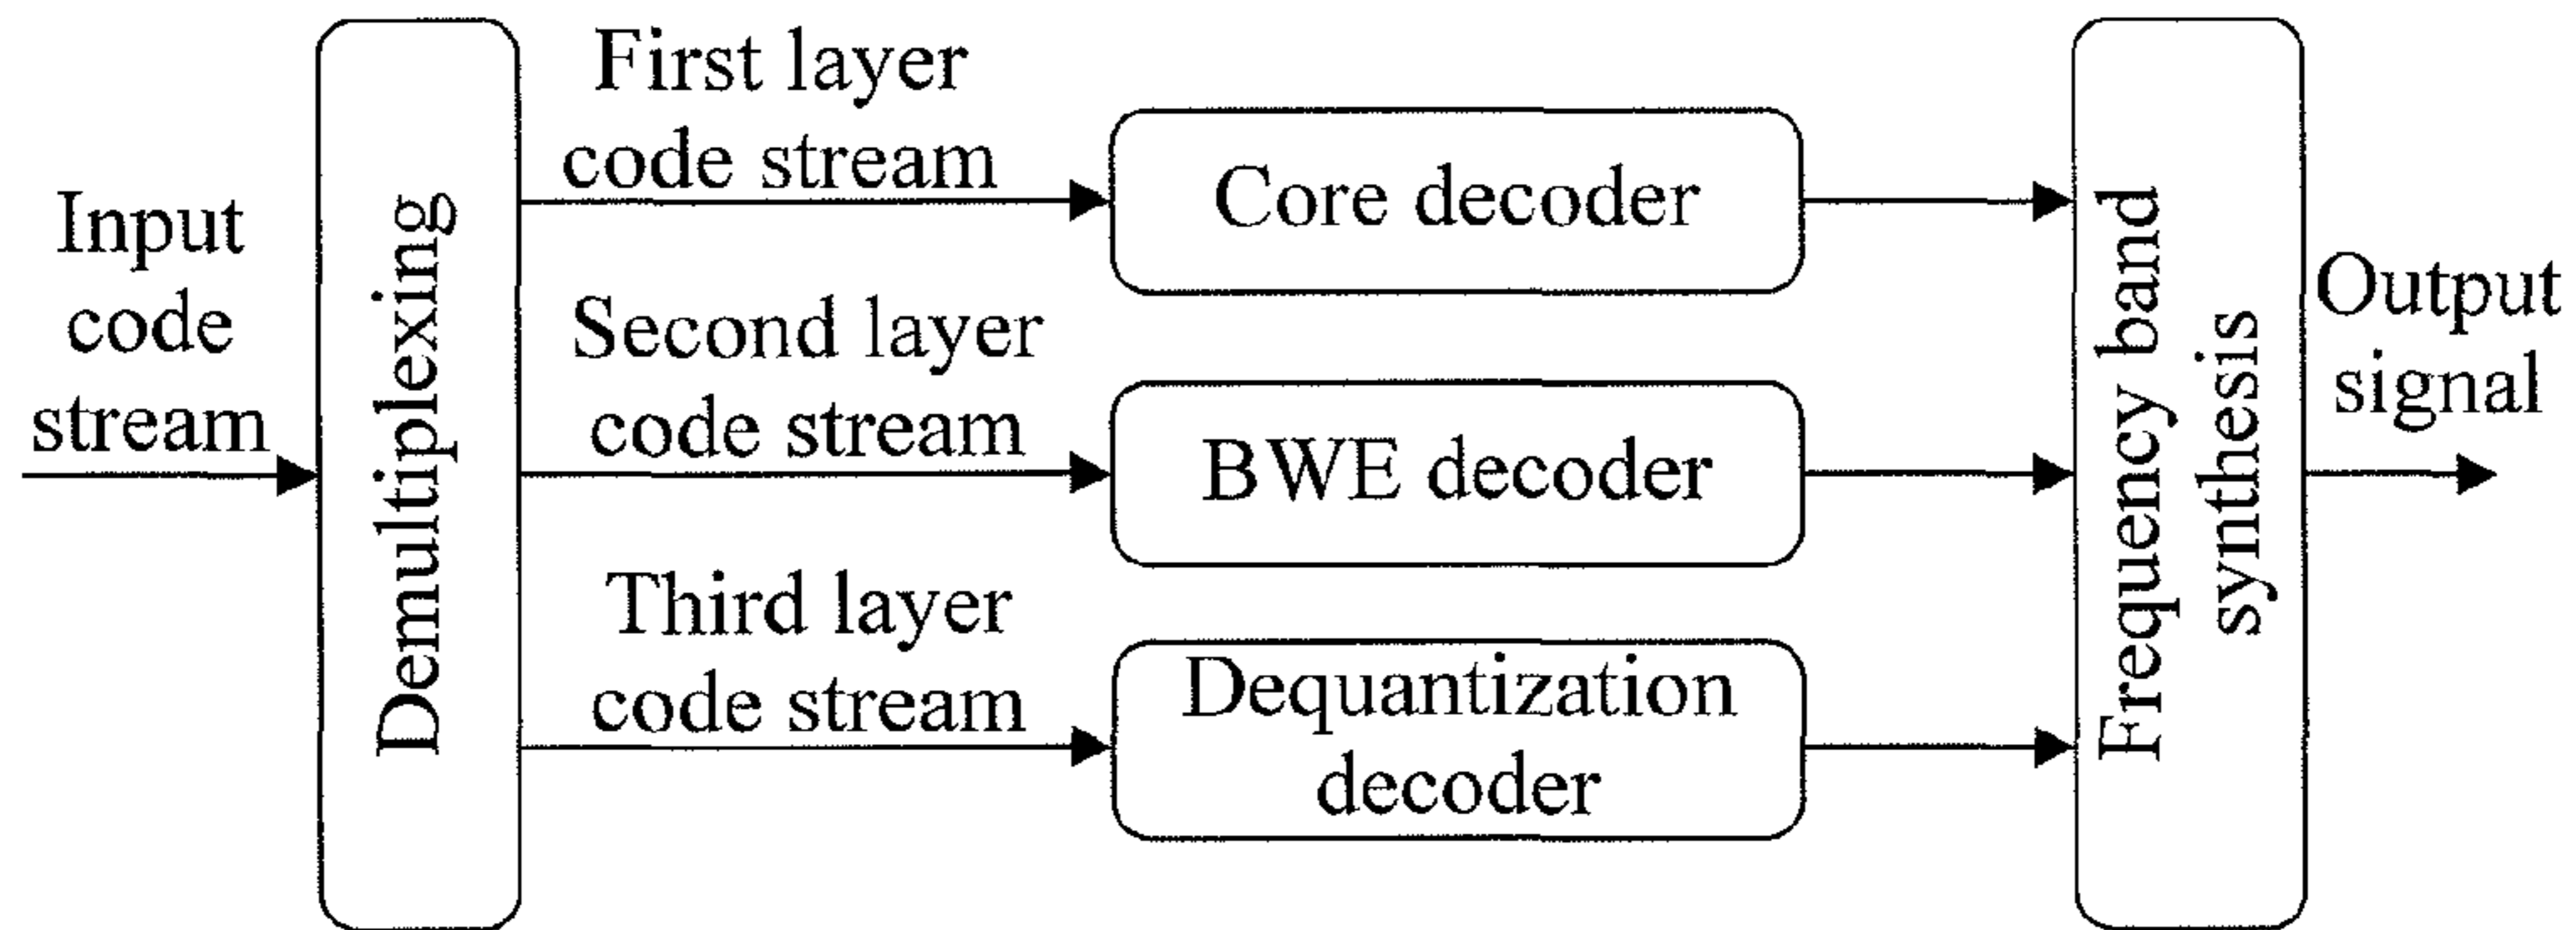 Input
code
stream
Demultiplexing
First layer
code stream
Second layer
code stream
Third layer
code stream
Core decoder
BWE decoder
Dequantization
decoder
Frequency band
synthesis
Output
signal